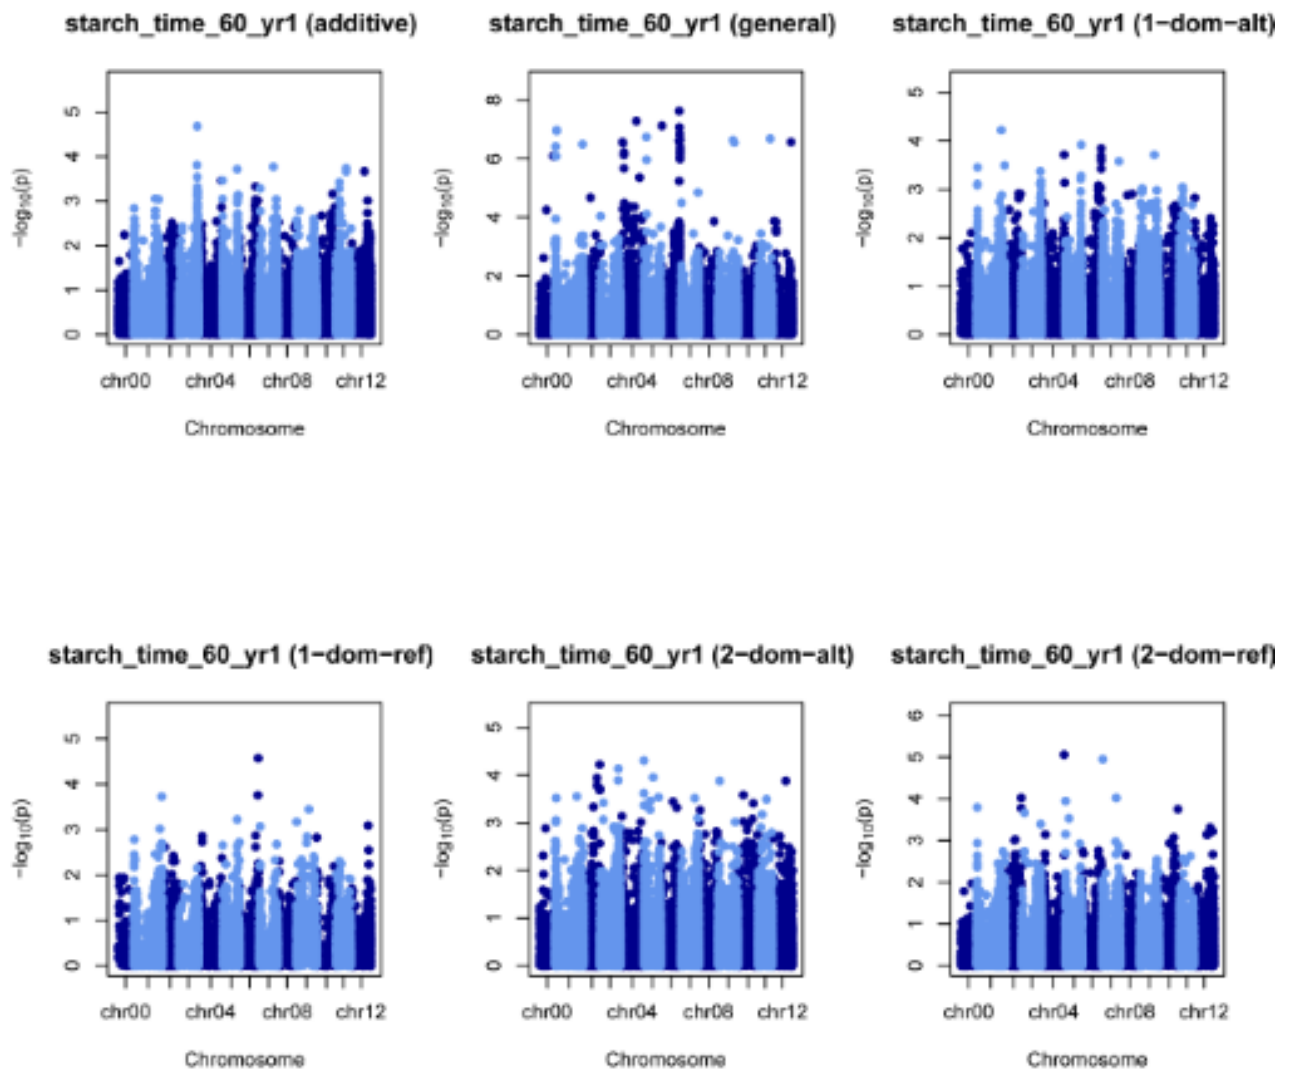 starch_time_60_yr1 (additive)
−log10(p)
5
4
3
2
1
0
chr00 chr04 chr08 chr12
Chromosome
starch_time_60_yr1 (general)
−log10(p)
8
6
4
2
0
chr00 chr04 chr08 chr12
Chromosome
starch_time_60_yr1 (1−dom−alt)
−log10(p)
5
4
3
2
1
0
chr00 chr04 chr08 chr12
Chromosome
starch_time_60_yr1 (1−dom−ref)
−log10(p)
5
4
3
2
1
0
chr00 chr04 chr08 chr12
Chromosome
starch_time_60_yr1 (2−dom−alt)
−log10(p)
5
4
3
2
1
0
chr00 chr04 chr08 chr12
Chromosome
starch_time_60_yr1 (2−dom−ref)
−log10(p)
6
5
4
3
2
1
0
chr00 chr04 chr08 chr12
Chromosome